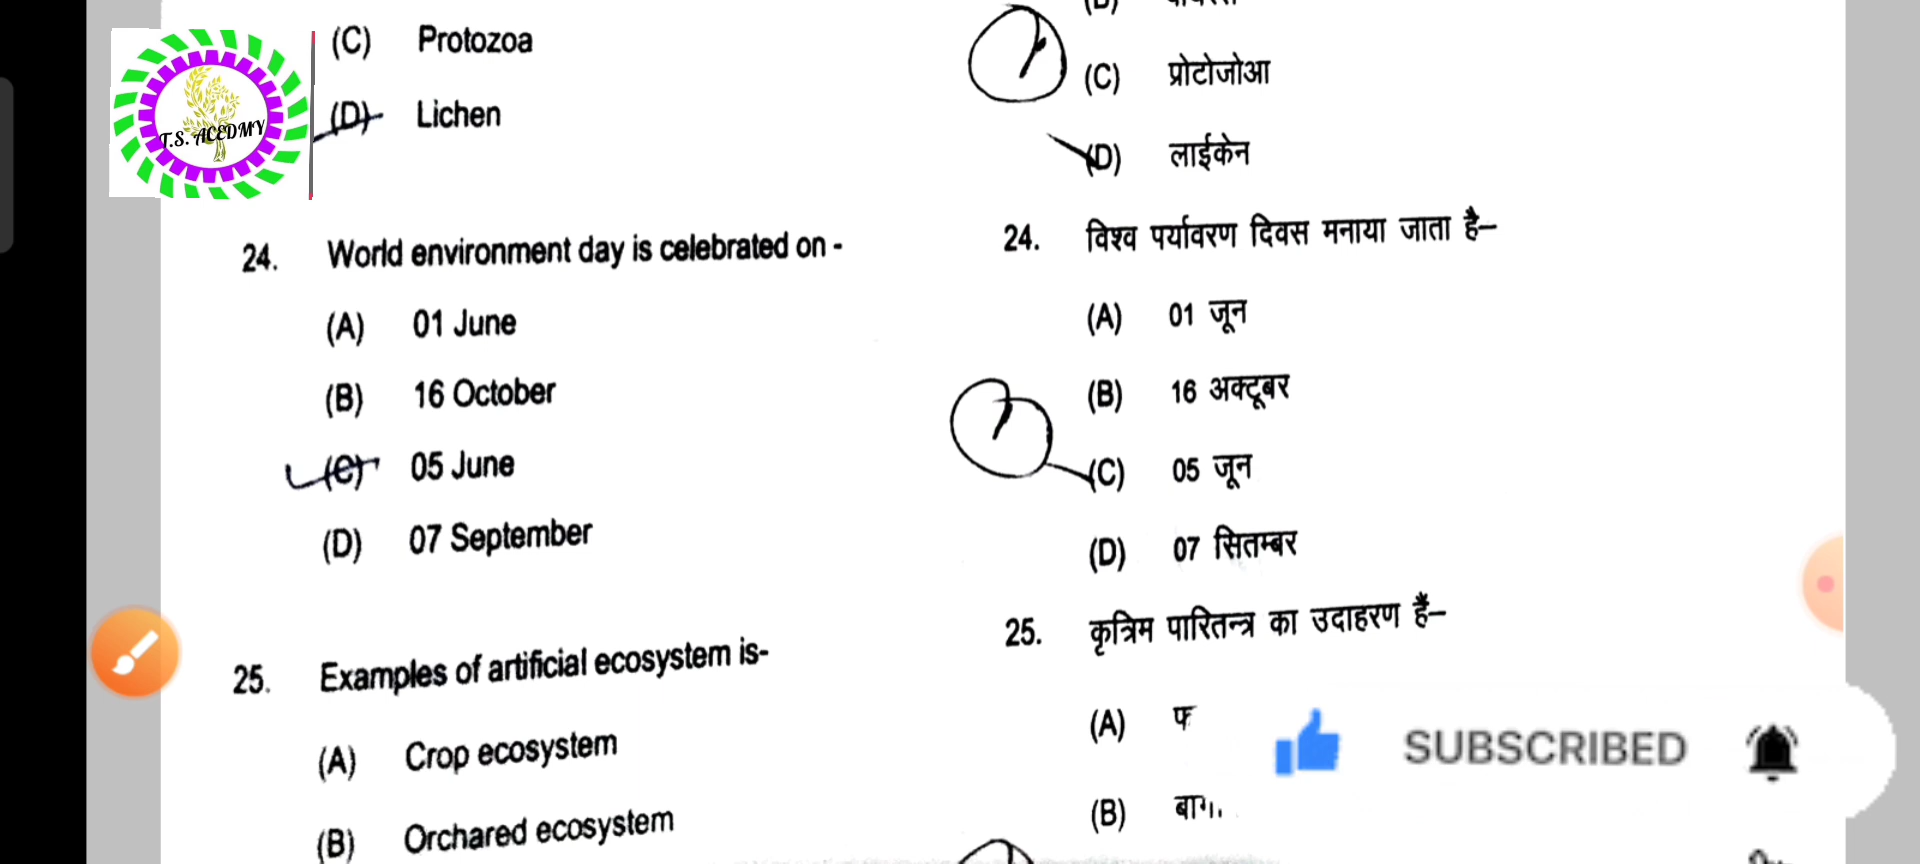 T.S. ACEDMY
(C) Protozoa
(D) Lichen
24. World environment day is celebrated on -
(A) 01 June
(B) 16 October
(C) 05 June
(D) 07 September
25. Examples of artificial ecosystem is-
(A) Crop ecosystem
(B) Orchared ecosystem
(C) प्रोटोजोआ
(D) लाईकेन
24. विश्व पर्यावरण दिवस मनाया जाता है–
(A) 01 जून
(B) 16 अक्टूबर
(C) 05 जून
(D) 07 सितम्बर
25. कृत्रिम पारितन्त्र का उदाहरण हैं–
(A)
(B)
SUBSCRIBED